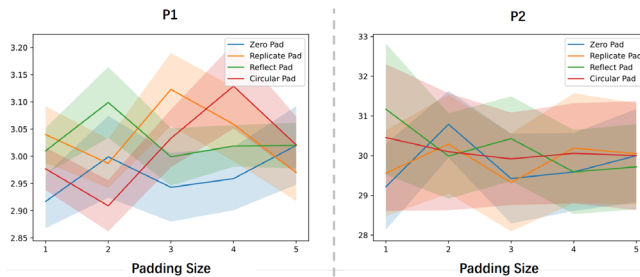 P1
3.20
3.15
3.10
3.05
3.00
2.95
2.90
2.85
1
2
3
4
5
Zero Pad
Replicate Pad
Reflect Pad
Circular Pad
Padding Size
P2
33
32
31
30
29
28
27
26
1
2
3
4
5
Zero Pad
Replicate Pad
Reflect Pad
Circular Pad
Padding Size